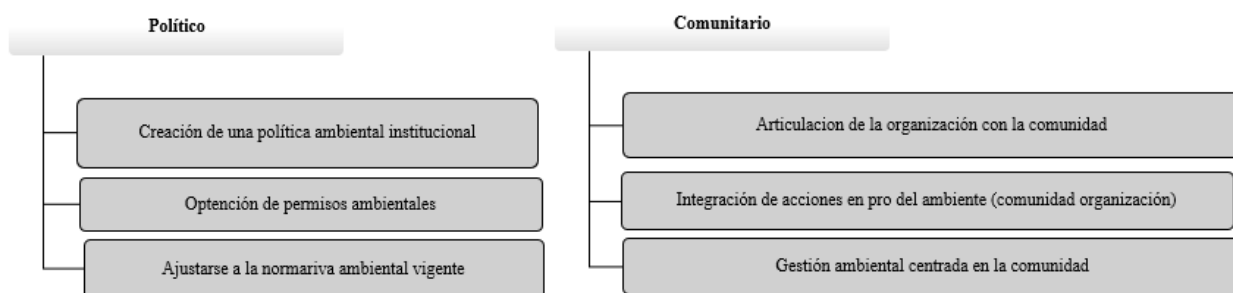 Político
Creación de una política ambiental institucional
Optención de permisos ambientales
Ajustarse a la normariva ambiental vigente
Comunitario
Articulacion de la organización con la comunidad
Integración de acciones en pro del ambiente (comunidad organización)
Gestión ambiental centrada en la comunidad